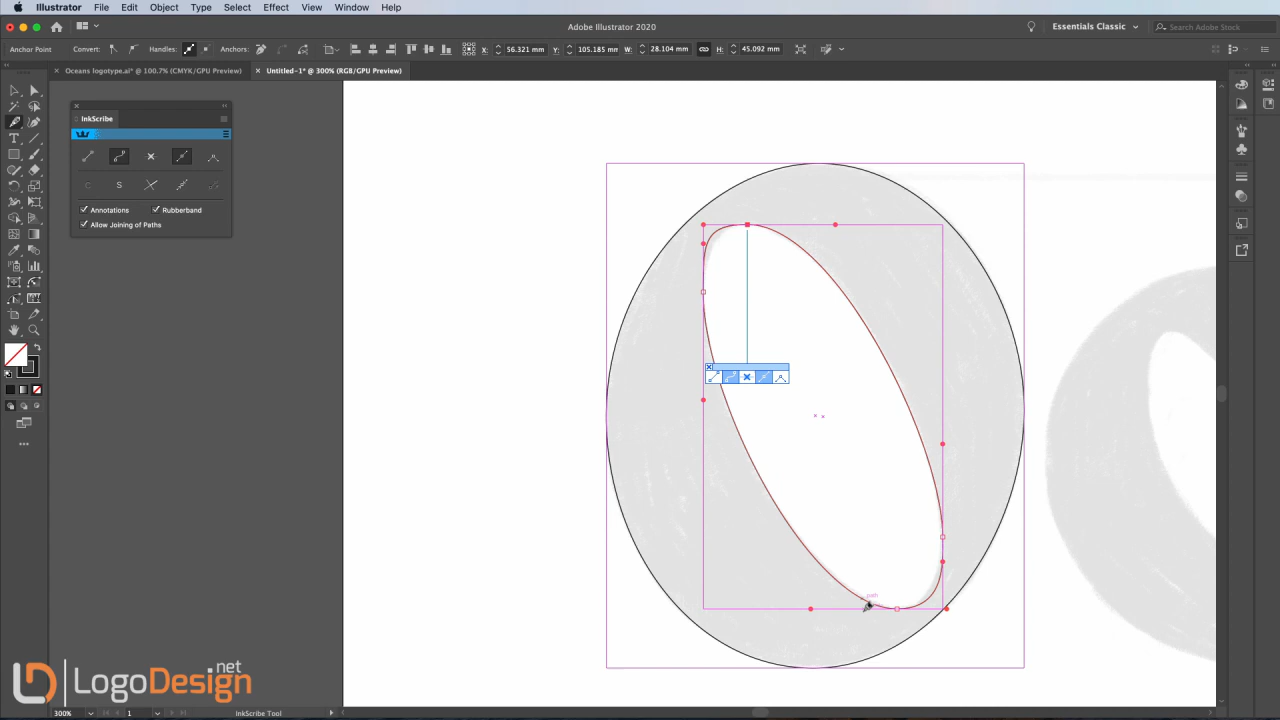 Illustrator File Edit Object Type Select Effect View Window Help
Adobe Illustrator 2020
Essentials Classic
Search Adobe Stock
Anchor Point Convert: Handles: Anchors: X: 56.321 mm Y: 105.185 mm W: 28.104 mm H: 45.092 mm
× Oceans logotype.ai* @ 100.7% (CMYK/GPU Preview) × Untitled-1* @ 300% (RGB/GPU Preview)
InkScribe
Annotations Rubberband
Allow Joining of Paths
path
LogoDesign.net
300% 1 InkScribe Tool